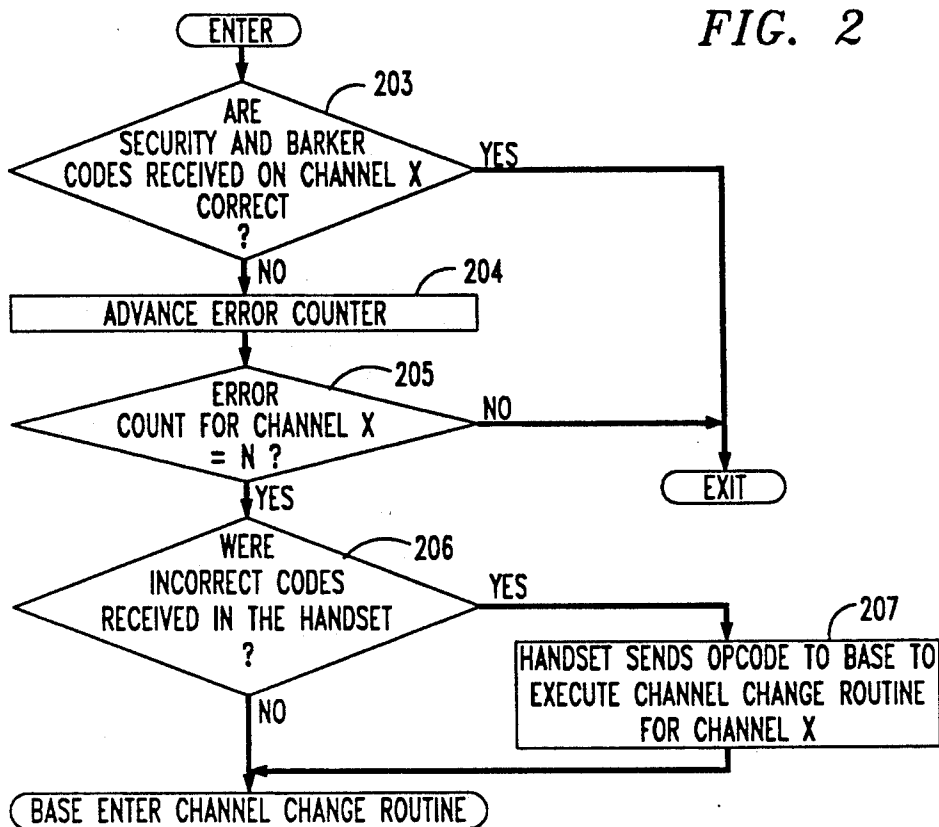 FIG. 2
ENTER
203
ARE
SECURITY AND BARKER
CODES RECEIVED ON CHANNEL X
CORRECT
?
YES
NO
204
ADVANCE ERROR COUNTER
205
ERROR
COUNT FOR CHANNEL X
= N ?
NO
EXIT
YES
206
WERE
INCORRECT CODES
RECEIVED IN THE HANDSET
?
YES
207
HANDSET SENDS OPCODE TO BASE TO
EXECUTE CHANNEL CHANGE ROUTINE
FOR CHANNEL X
NO
BASE ENTER CHANNEL CHANGE ROUTINE